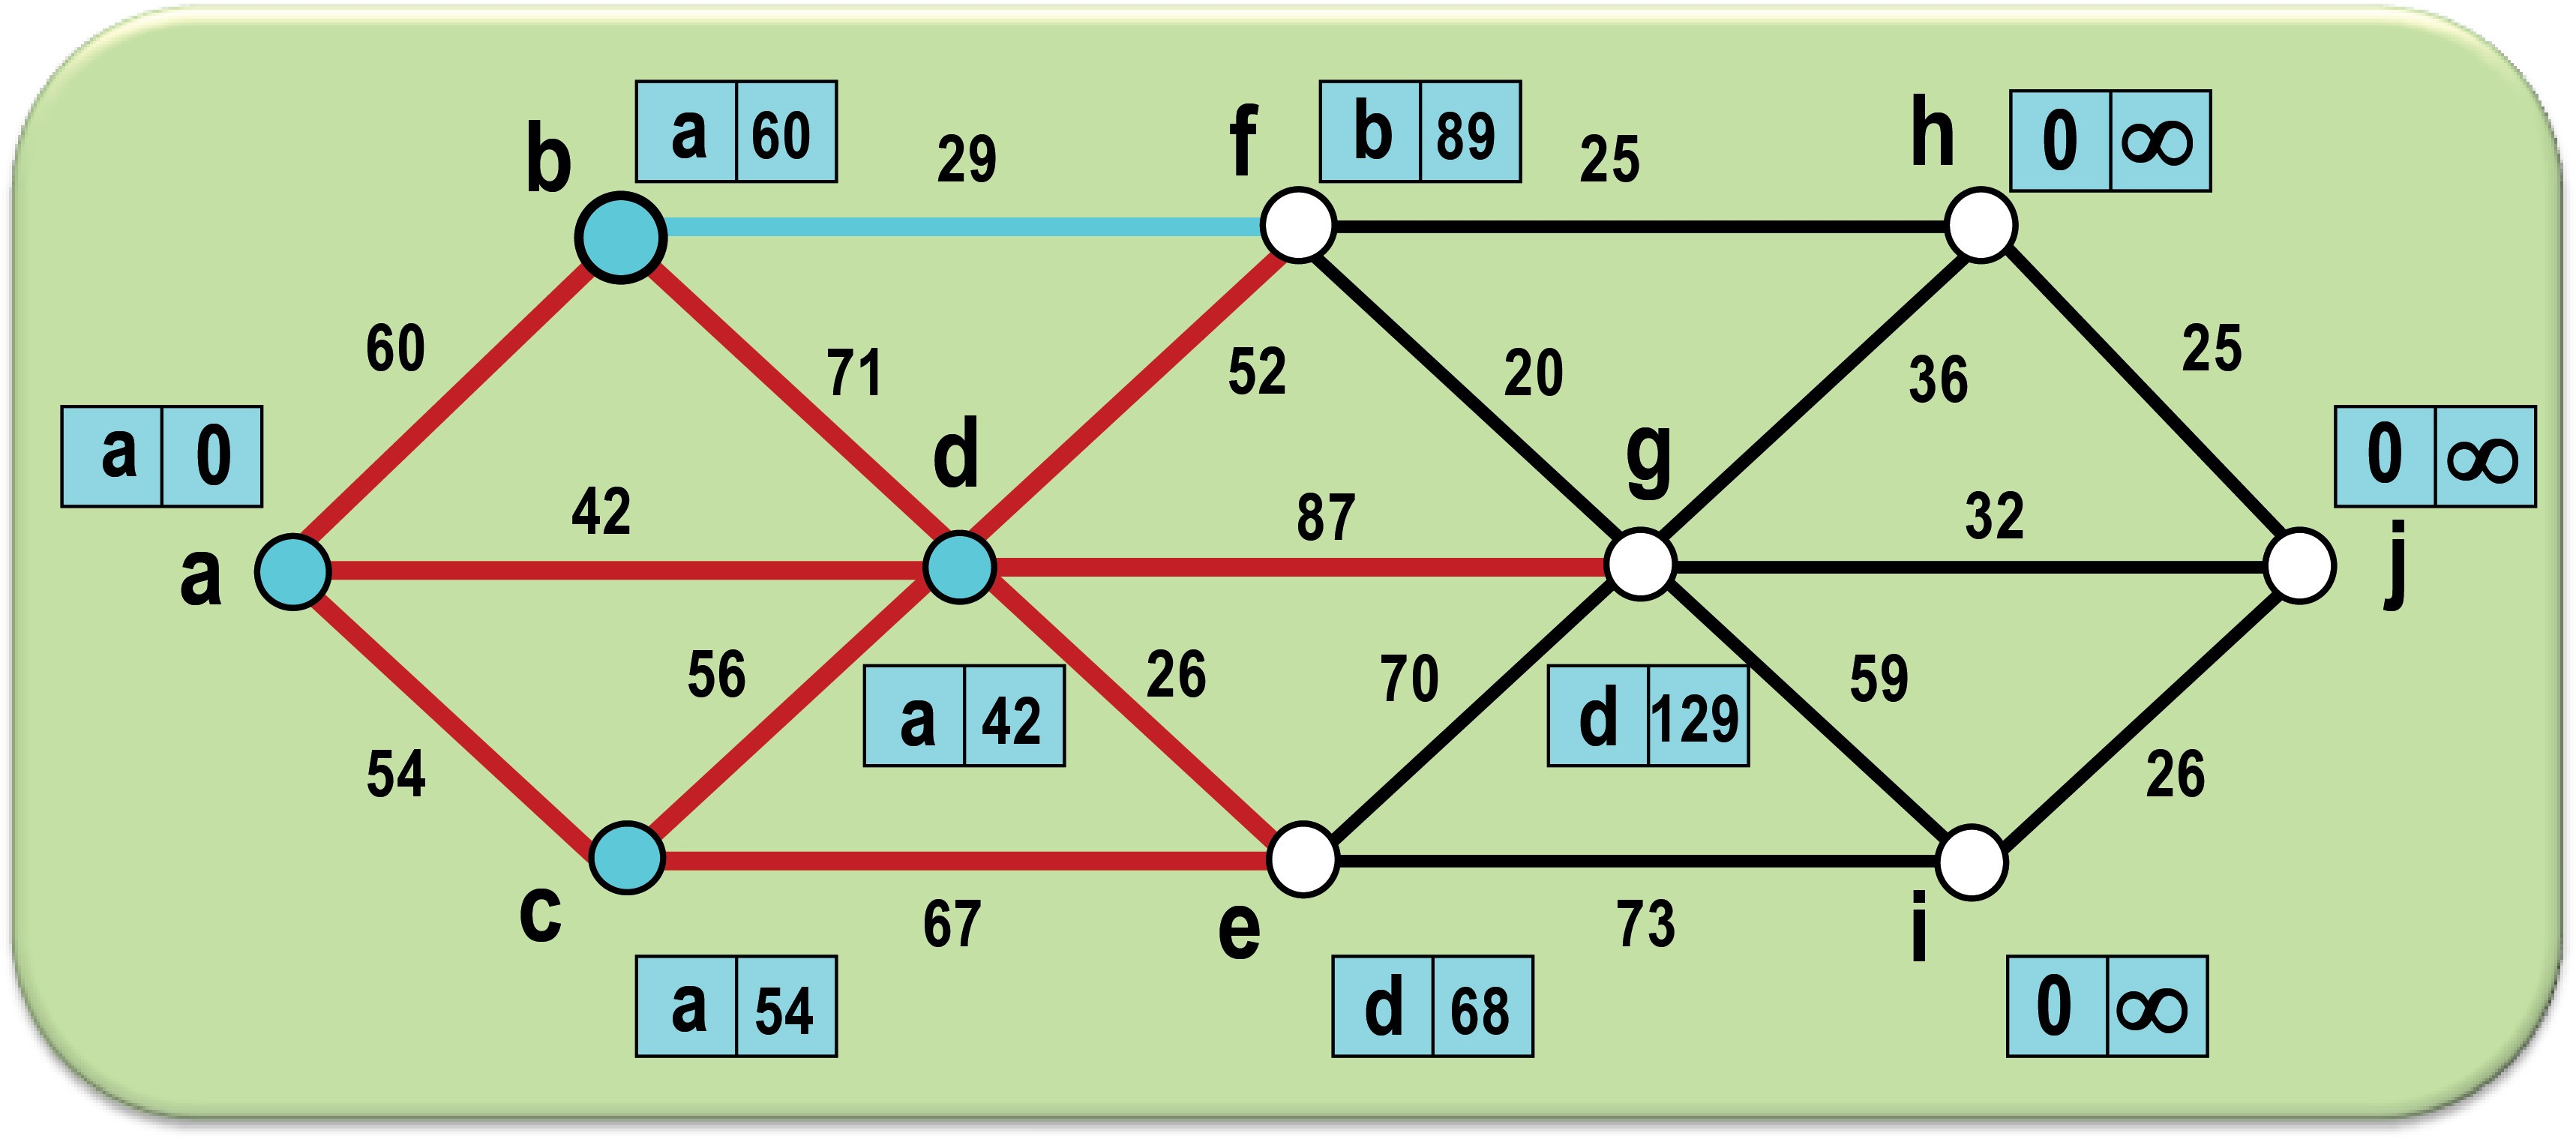 b a 60 29 f b 89 25 h 0 ∞
60 71 52 20 36 25
a 0 d g 0 ∞
42 87 32
a j
56 26 70 59
a 42 d 129
54 26
c 67 e 73 i
a 54 d 68 0 ∞